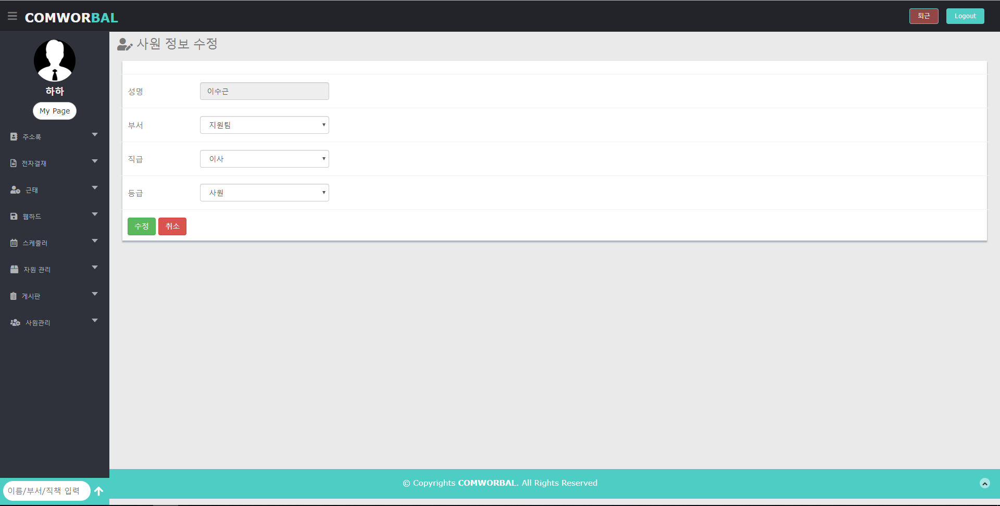 COMWORBAL
퇴근
Logout
하하
My Page
주소록
전자결재
근태
웹하드
스케줄러
자원 관리
게시판
사원관리
이름/부서/직책 입력
사원 정보 수정
성명 이수근
부서 지원팀
직급 이사
등급 사원
수정 취소
© Copyrights COMWORBAL. All Rights Reserved